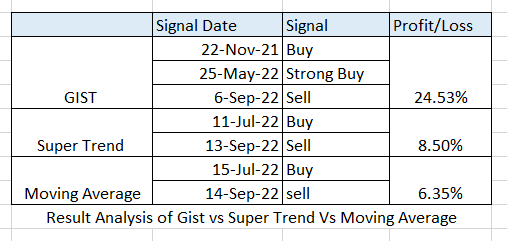 Signal Date Signal Profit/Loss
22-Nov-21 Buy
25-May-22 Strong Buy
GIST 6-Sep-22 Sell 24.53%
11-Jul-22 Buy
Super Trend 13-Sep-22 Sell 8.50%
15-Jul-22 Buy
Moving Average 14-Sep-22 sell 6.35%
Result Analysis of Gist vs Super Trend Vs Moving Average